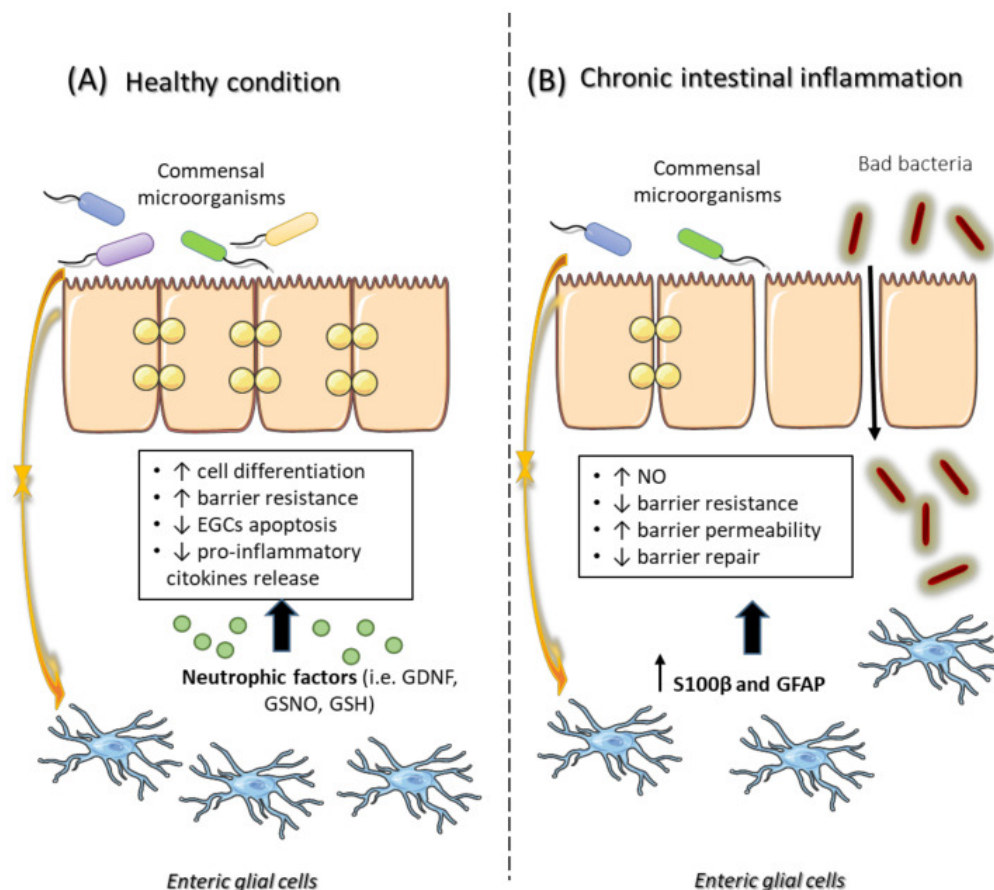 (A) Healthy condition
Commensal
microorganisms
• ↑ cell differentiation
• ↑ barrier resistance
• ↓ EGCs apoptosis
• ↓ pro-inflammatory
citokines release
Neutrophic factors (i.e. GDNF,
GSNO, GSH)
Enteric glial cells
(B) Chronic intestinal inflammation
Commensal
microorganisms
Bad bacteria
• ↑ NO
• ↓ barrier resistance
• ↑ barrier permeability
• ↓ barrier repair
↑ S100β and GFAP
Enteric glial cells